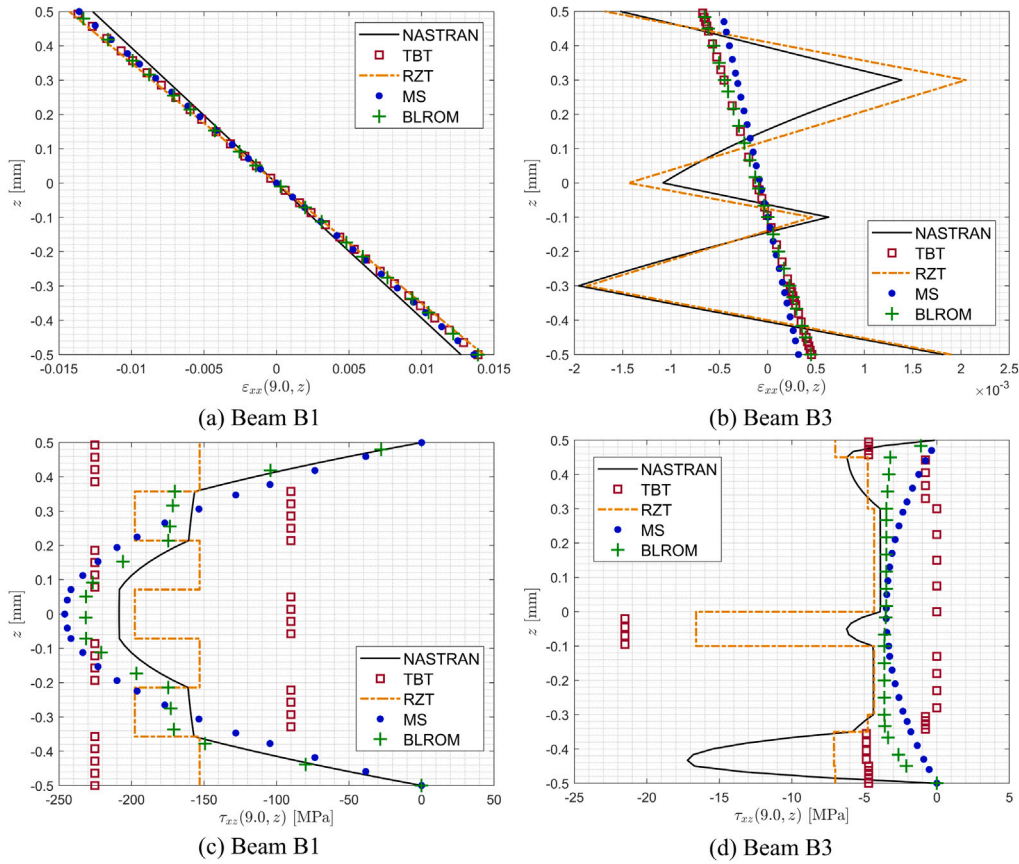 0.5
0.4
0.3
0.2
0.1
0
-0.1
-0.2
-0.3
-0.4
-0.5
z [mm]
NASTRAN
TBT
RZT
MS
BLROM
-0.015 -0.01 -0.005 0 0.005 0.01 0.015
εxx(9.0, z)
(a) Beam B1
0.5
0.4
0.3
0.2
0.1
0
-0.1
-0.2
-0.3
-0.4
-0.5
z [mm]
NASTRAN
TBT
RZT
MS
BLROM
-2 -1.5 -1 -0.5 0 0.5 1 1.5 2 2.5
×10⁻³
εxx(9.0, z)
(b) Beam B3
0.5
0.4
0.3
0.2
0.1
0
-0.1
-0.2
-0.3
-0.4
-0.5
z [mm]
NASTRAN
TBT
RZT
MS
BLROM
-250 -200 -150 -100 -50 0 50
τxz(9.0, z) [MPa]
(c) Beam B1
0.5
0.4
0.3
0.2
0.1
0
-0.1
-0.2
-0.3
-0.4
-0.5
z [mm]
NASTRAN
TBT
RZT
MS
BLROM
-25 -20 -15 -10 -5 0 5
τxz(9.0, z) [MPa]
(d) Beam B3